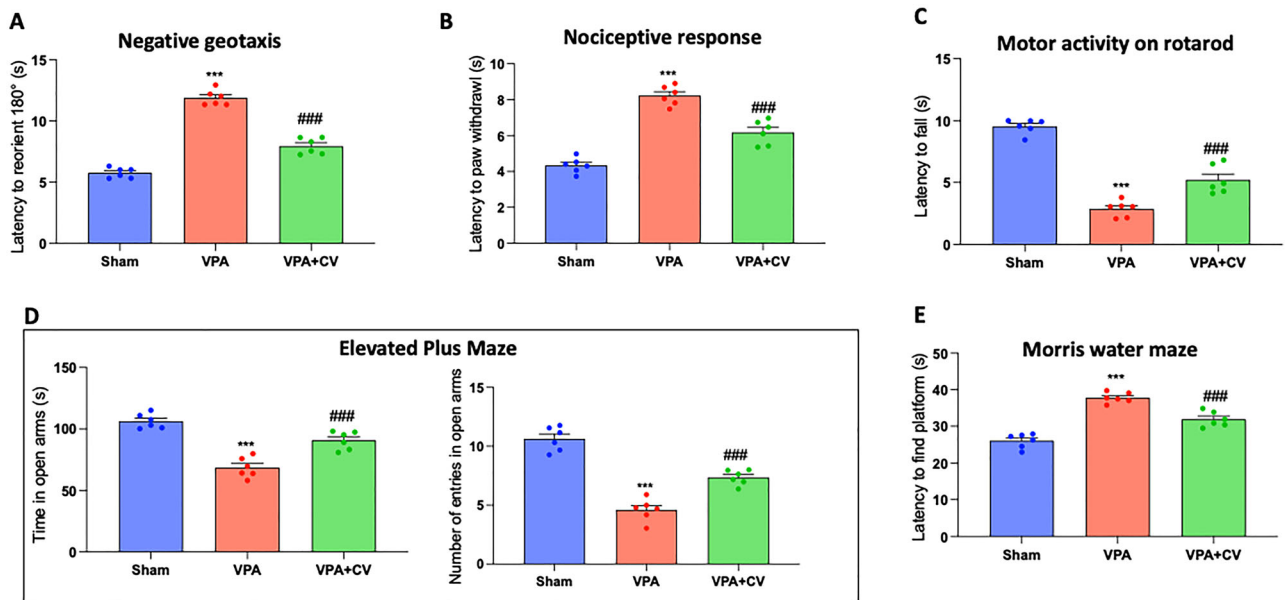 A
Negative geotaxis
Latency to reorient 180° (s)
15
10
5
0
***
###
Sham
VPA
VPA+CV
B
Nociceptive response
Latency to paw withdrawl (s)
10
8
6
4
2
0
***
###
Sham
VPA
VPA+CV
C
Motor activity on rotarod
Latency to fall (s)
15
10
5
0
***
###
Sham
VPA
VPA+CV
D
Elevated Plus Maze
Time in open arms (s)
150
100
50
0
***
###
Sham
VPA
VPA+CV
Number of entries in open arms
15
10
5
0
***
###
Sham
VPA
VPA+CV
E
Morris water maze
Latency to find platform (s)
50
40
30
20
10
0
***
###
Sham
VPA
VPA+CV